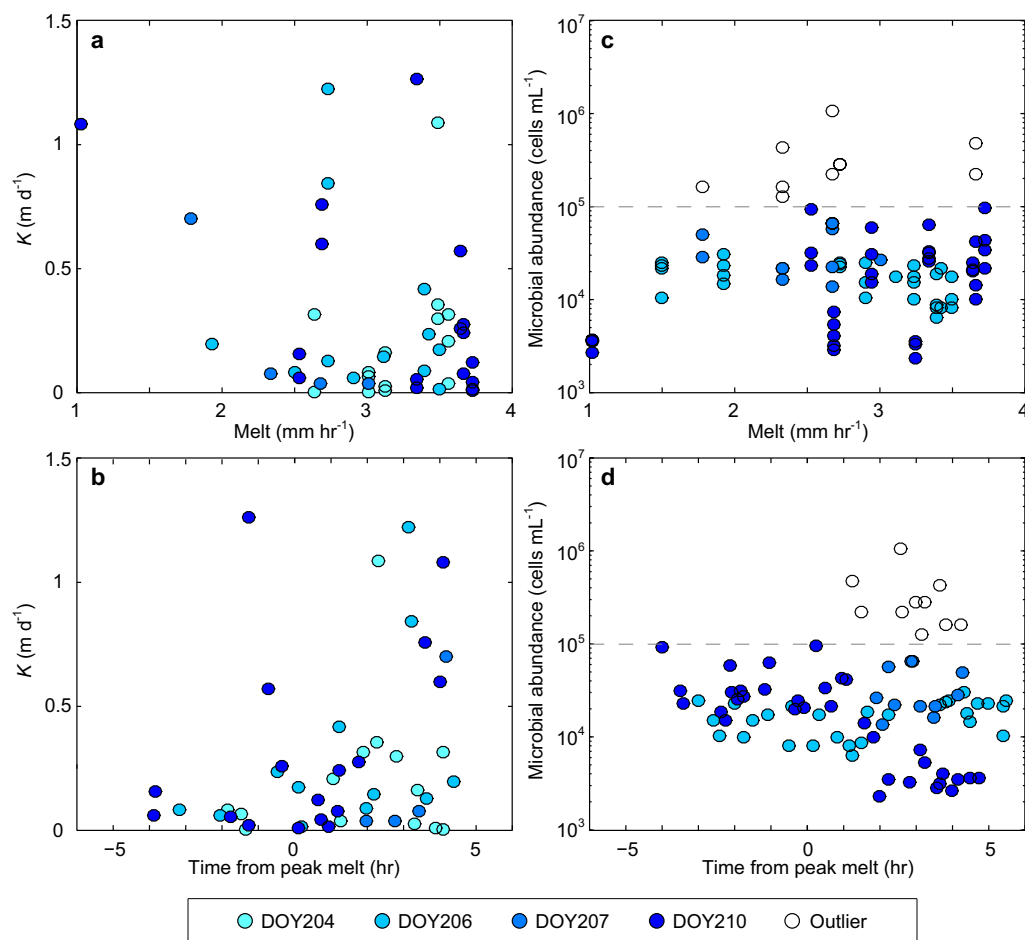 a
1.5
1
0.5
0
K (m d⁻¹)
1 2 3 4
Melt (mm hr⁻¹)
c
10⁷
10⁶
10⁵
10⁴
10³
Microbial abundance (cells mL⁻¹)
1 2 3 4
Melt (mm hr⁻¹)
b
1.5
1
0.5
0
K (m d⁻¹)
−5 0 5
Time from peak melt (hr)
d
10⁷
10⁶
10⁵
10⁴
10³
Microbial abundance (cells mL⁻¹)
−5 0 5
Time from peak melt (hr)
DOY204 DOY206 DOY207 DOY210 Outlier